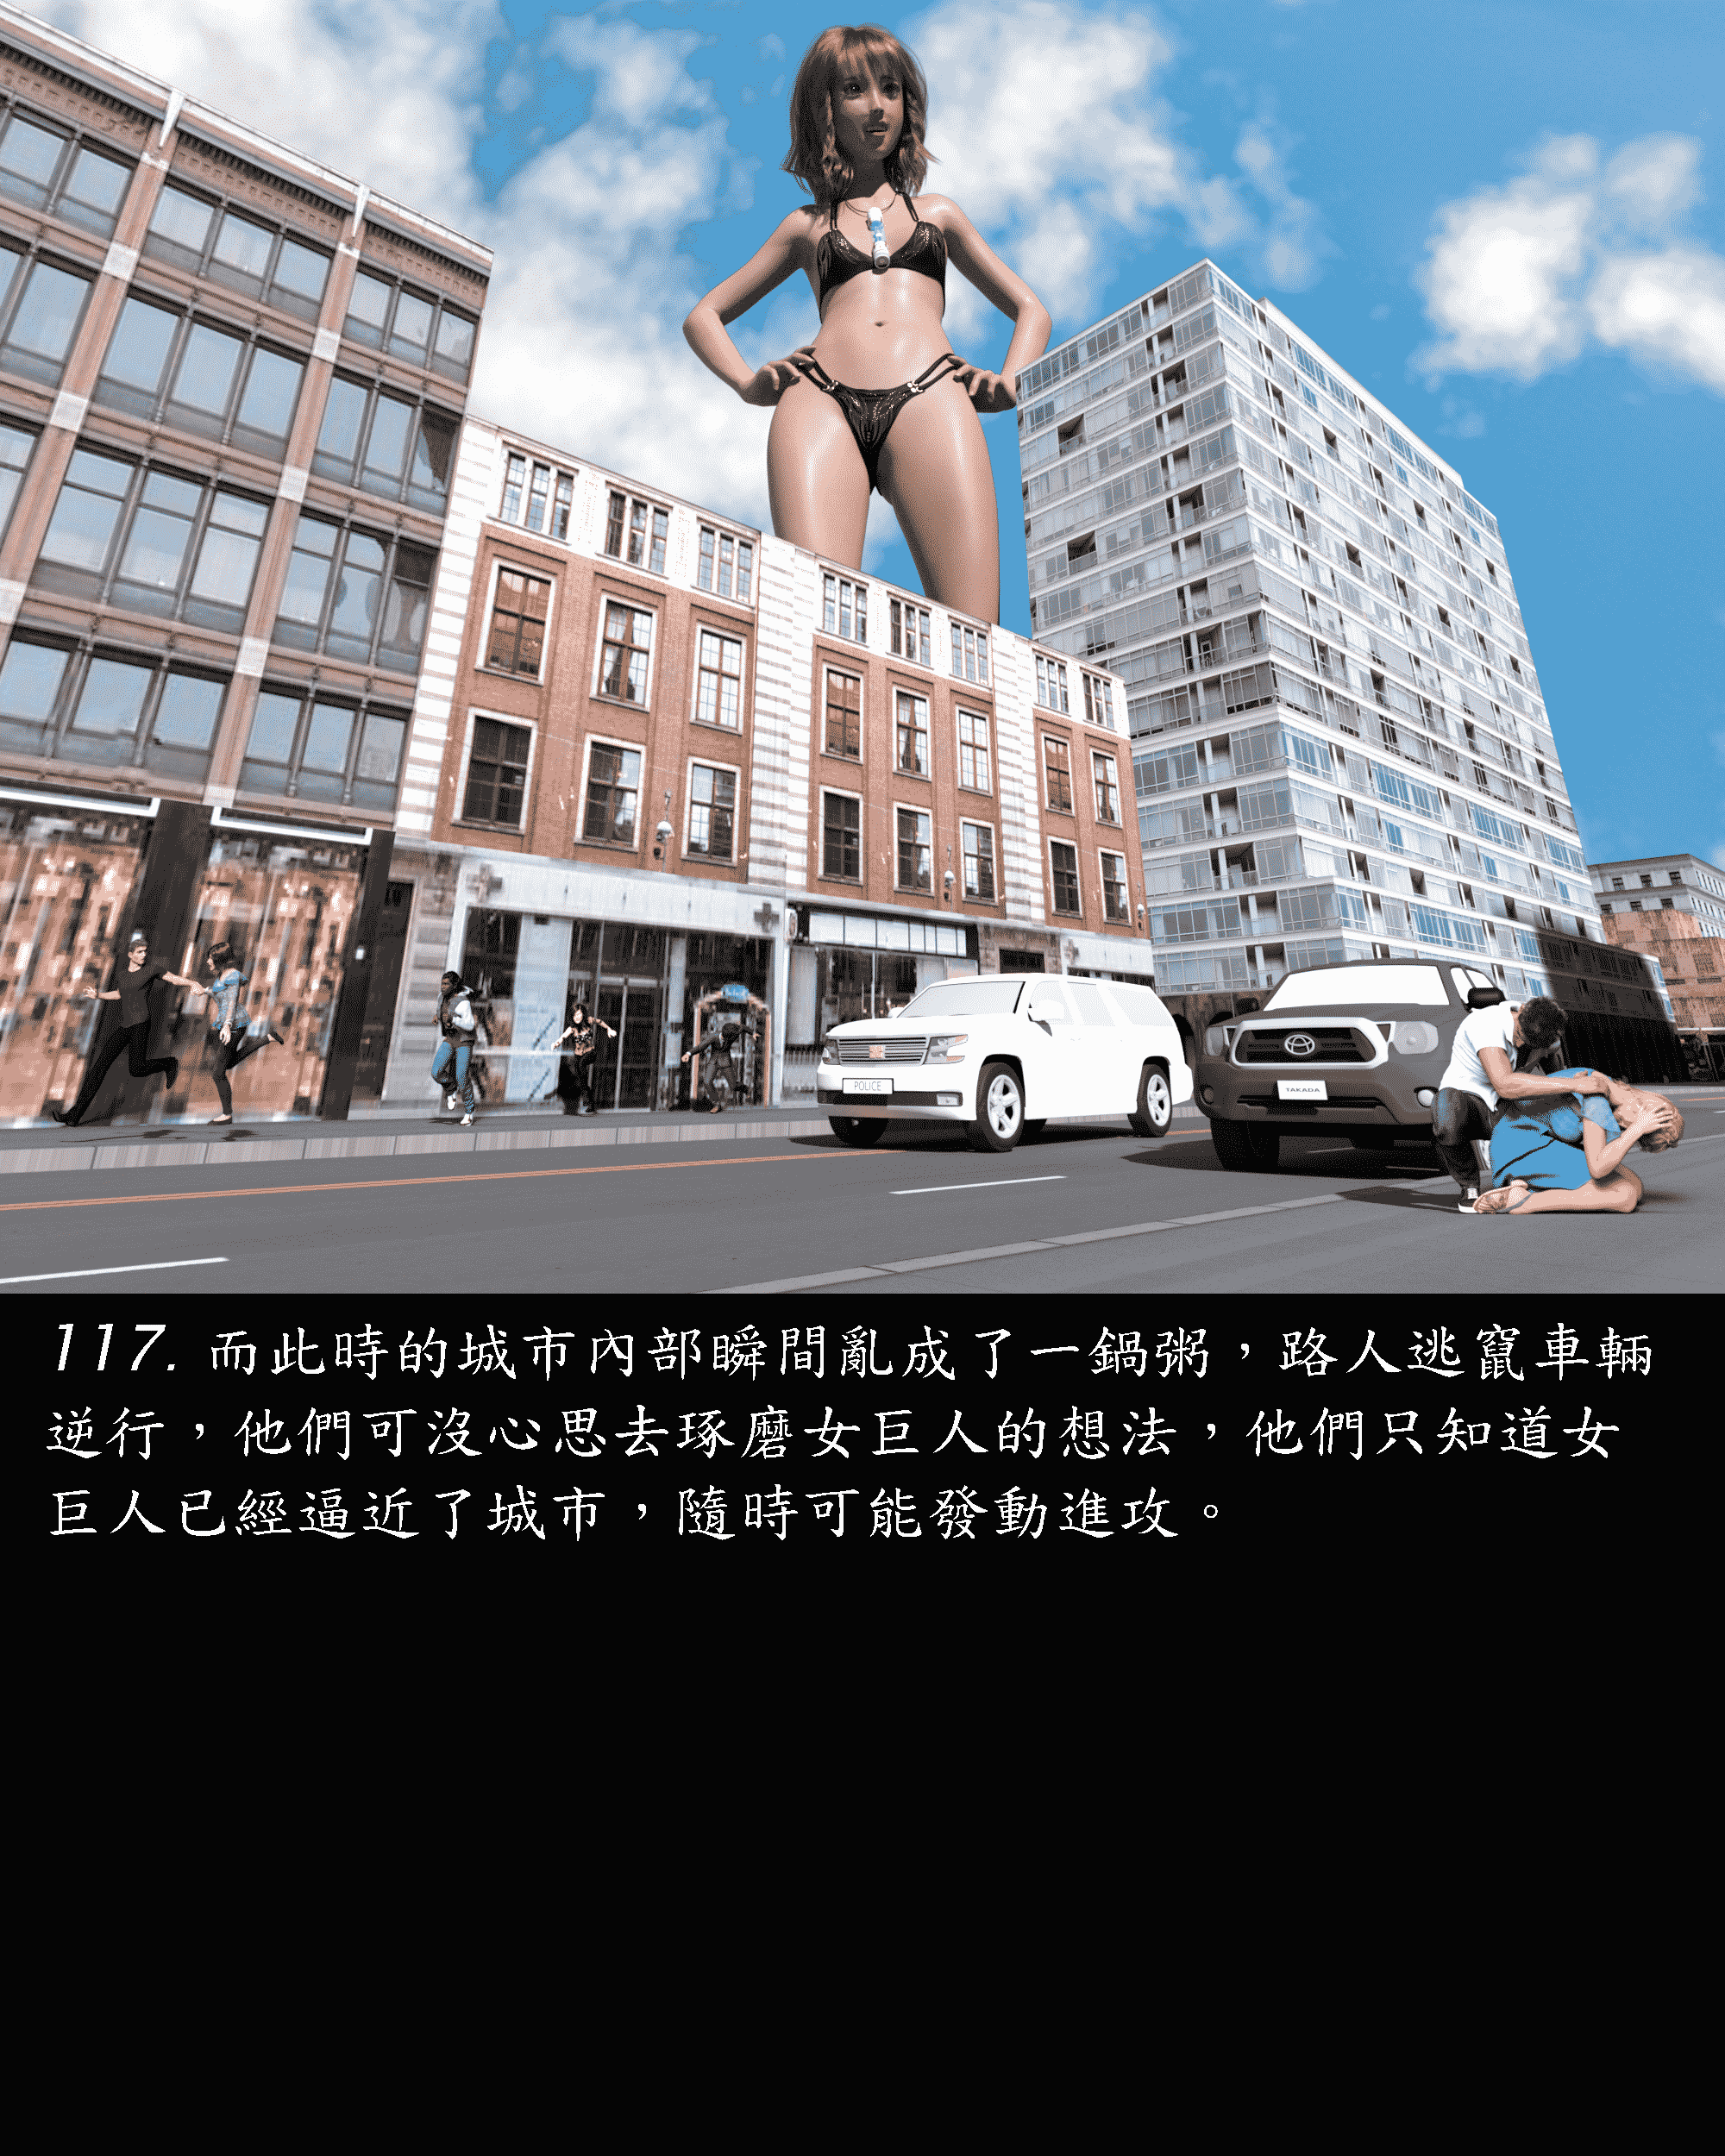 POLICE
TAKADA
117. 而此時的城市內部瞬間亂成了一鍋粥，路人逃竄車輛
逆行，他們可沒心思去琢磨女巨人的想法，他們只知道女
巨人已經逼近了城市，隨時可能發動進攻。